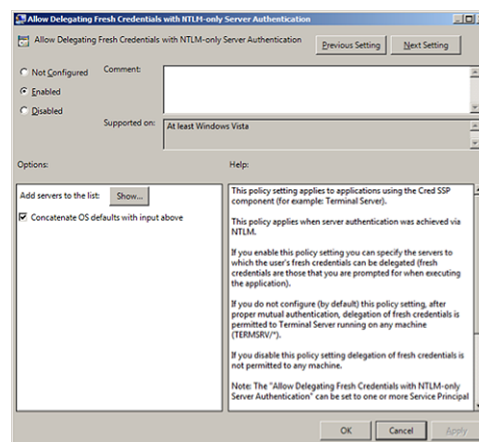 Allow Delegating Fresh Credentials with NTLM-only Server Authentication
Allow Delegating Fresh Credentials with NTLM-only Server Authentication
Previous Setting
Next Setting
Not Configured
Comment:
Enabled
Disabled
Supported on:
At least Windows Vista
Options:
Help:
Add servers to the list:
Show...
Concatenate OS defaults with input above
This policy setting applies to applications using the Cred SSP
component (for example: Terminal Server).
This policy applies when server authentication was achieved via
NTLM.
If you enable this policy setting you can specify the servers to
which the user's fresh credentials can be delegated (fresh
credentials are those that you are prompted for when executing
the application).
If you do not configure (by default) this policy setting, after
proper mutual authentication, delegation of fresh credentials is
permitted to Terminal Server running on any machine
(TERMSRV/*).
If you disable this policy setting delegation of fresh credentials is
not permitted to any machine.
Note: The "Allow Delegating Fresh Credentials with NTLM-only
Server Authentication" can be set to one or more Service Principal
OK
Cancel
Apply